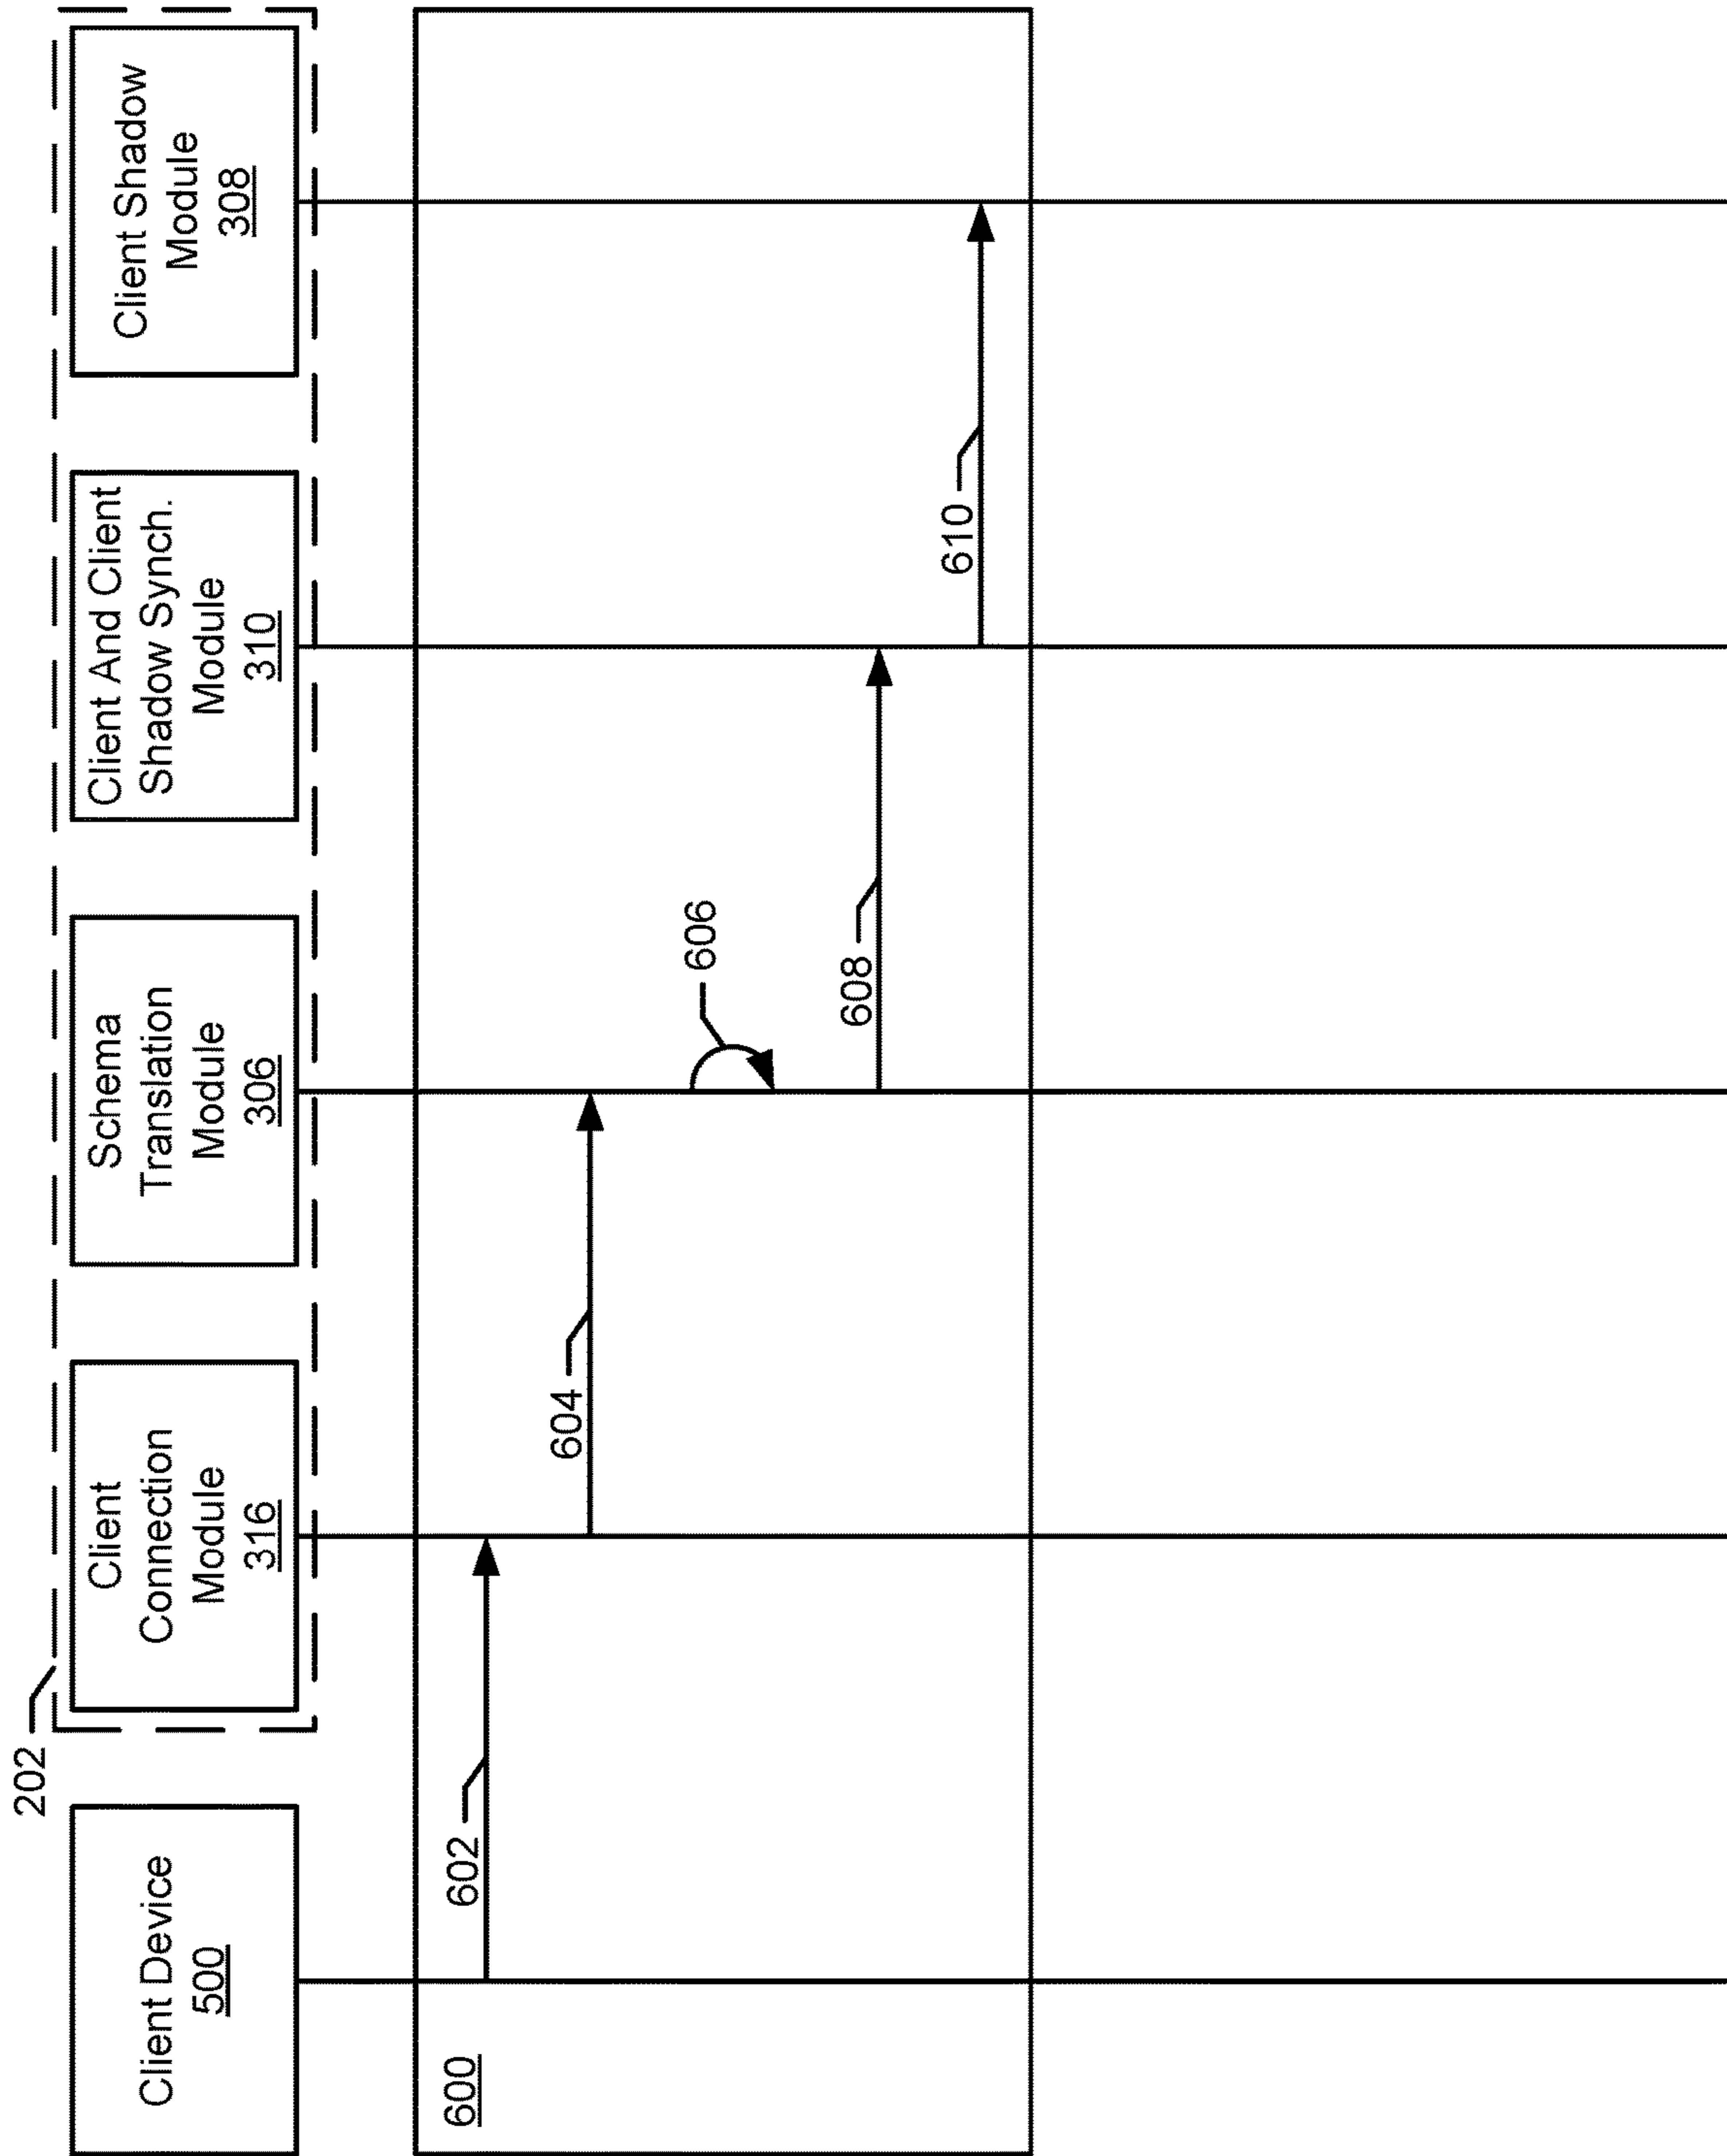 202
Client Device
500
Client
Connection
Module
316
Schema
Translation
Module
306
Client And Client
Shadow Synch.
Module
310
Client Shadow
Module
308
600
602
604
606
608
610